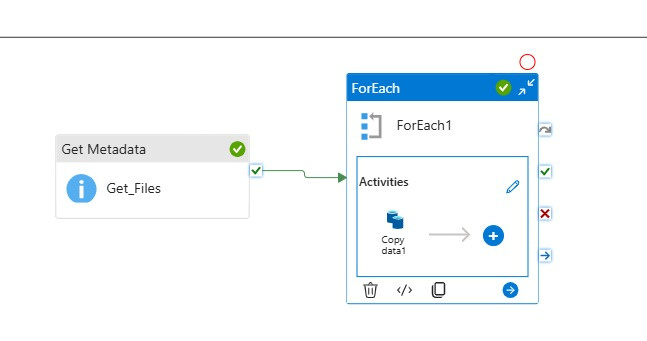 Get Metadata
Get_Files
ForEach
ForEach1
Activities
Copy
data1